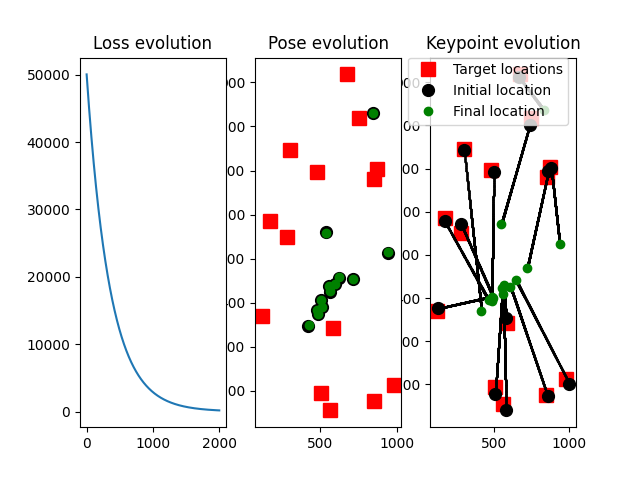 Loss evolution
Pose evolution
Keypoint evolution
50000
40000
30000
20000
10000
0
0
1000
2000
500
1000
Target locations
Initial location
Final location
500
1000